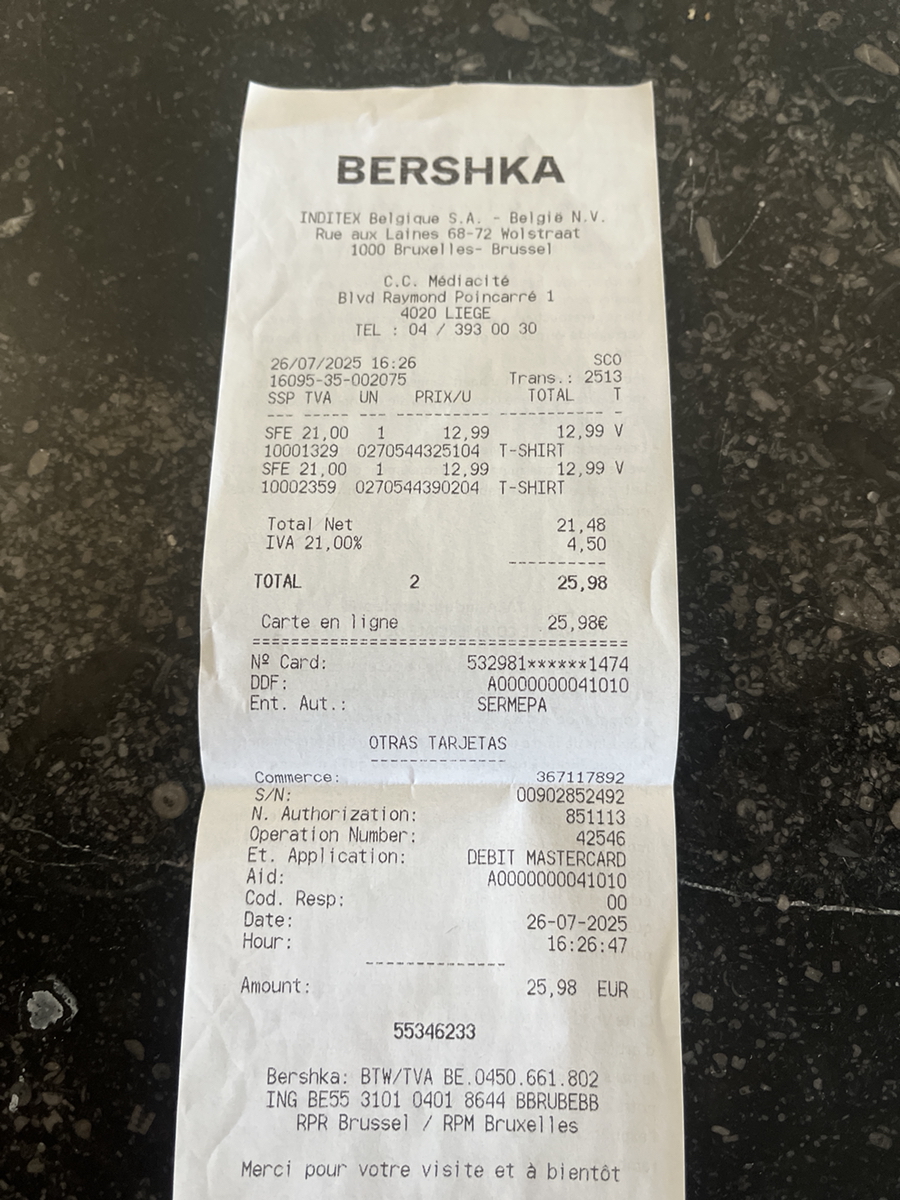 BERSHKA
INDITEX Belgique S.A. - België N.V.
Rue aux Laines 68-72 Wolstraat
1000 Bruxelles- Brussel
C.C. Médiacité
Blvd Raymond Poincarré 1
4020 LIEGE
TEL : 04 / 393 00 30
26/07/2025 16:26 SCO
16095-35-002075 Trans.: 2513
SSP TVA UN PRIX/U TOTAL T
--- ----- --- ---------- ----------- -
SFE 21,00 1 12,99 12,99 V
10001329 0270544325104 T-SHIRT
SFE 21,00 1 12,99 12,99 V
10002359 0270544390204 T-SHIRT
Total Net 21,48
IVA 21,00% 4,50
----------
TOTAL 2 25,98
Carte en ligne 25,98€
==========================================
Nº Card: 532981******1474
DDF: A0000000041010
Ent. Aut.: SERMEPA
OTRAS TARJETAS
--------------
Commerce: 367117892
S/N: 00902852492
N. Authorization: 851113
Operation Number: 42546
Et. Application: DEBIT MASTERCARD
Aid: A0000000041010
Cod. Resp: 00
Date: 26-07-2025
Hour: 16:26:47
--------------
Amount: 25,98 EUR
55346233
Bershka: BTW/TVA BE.0450.661.802
ING BE55 3101 0401 8644 BBRUBEBB
RPR Brussel / RPM Bruxelles
Merci pour votre visite et à bientôt